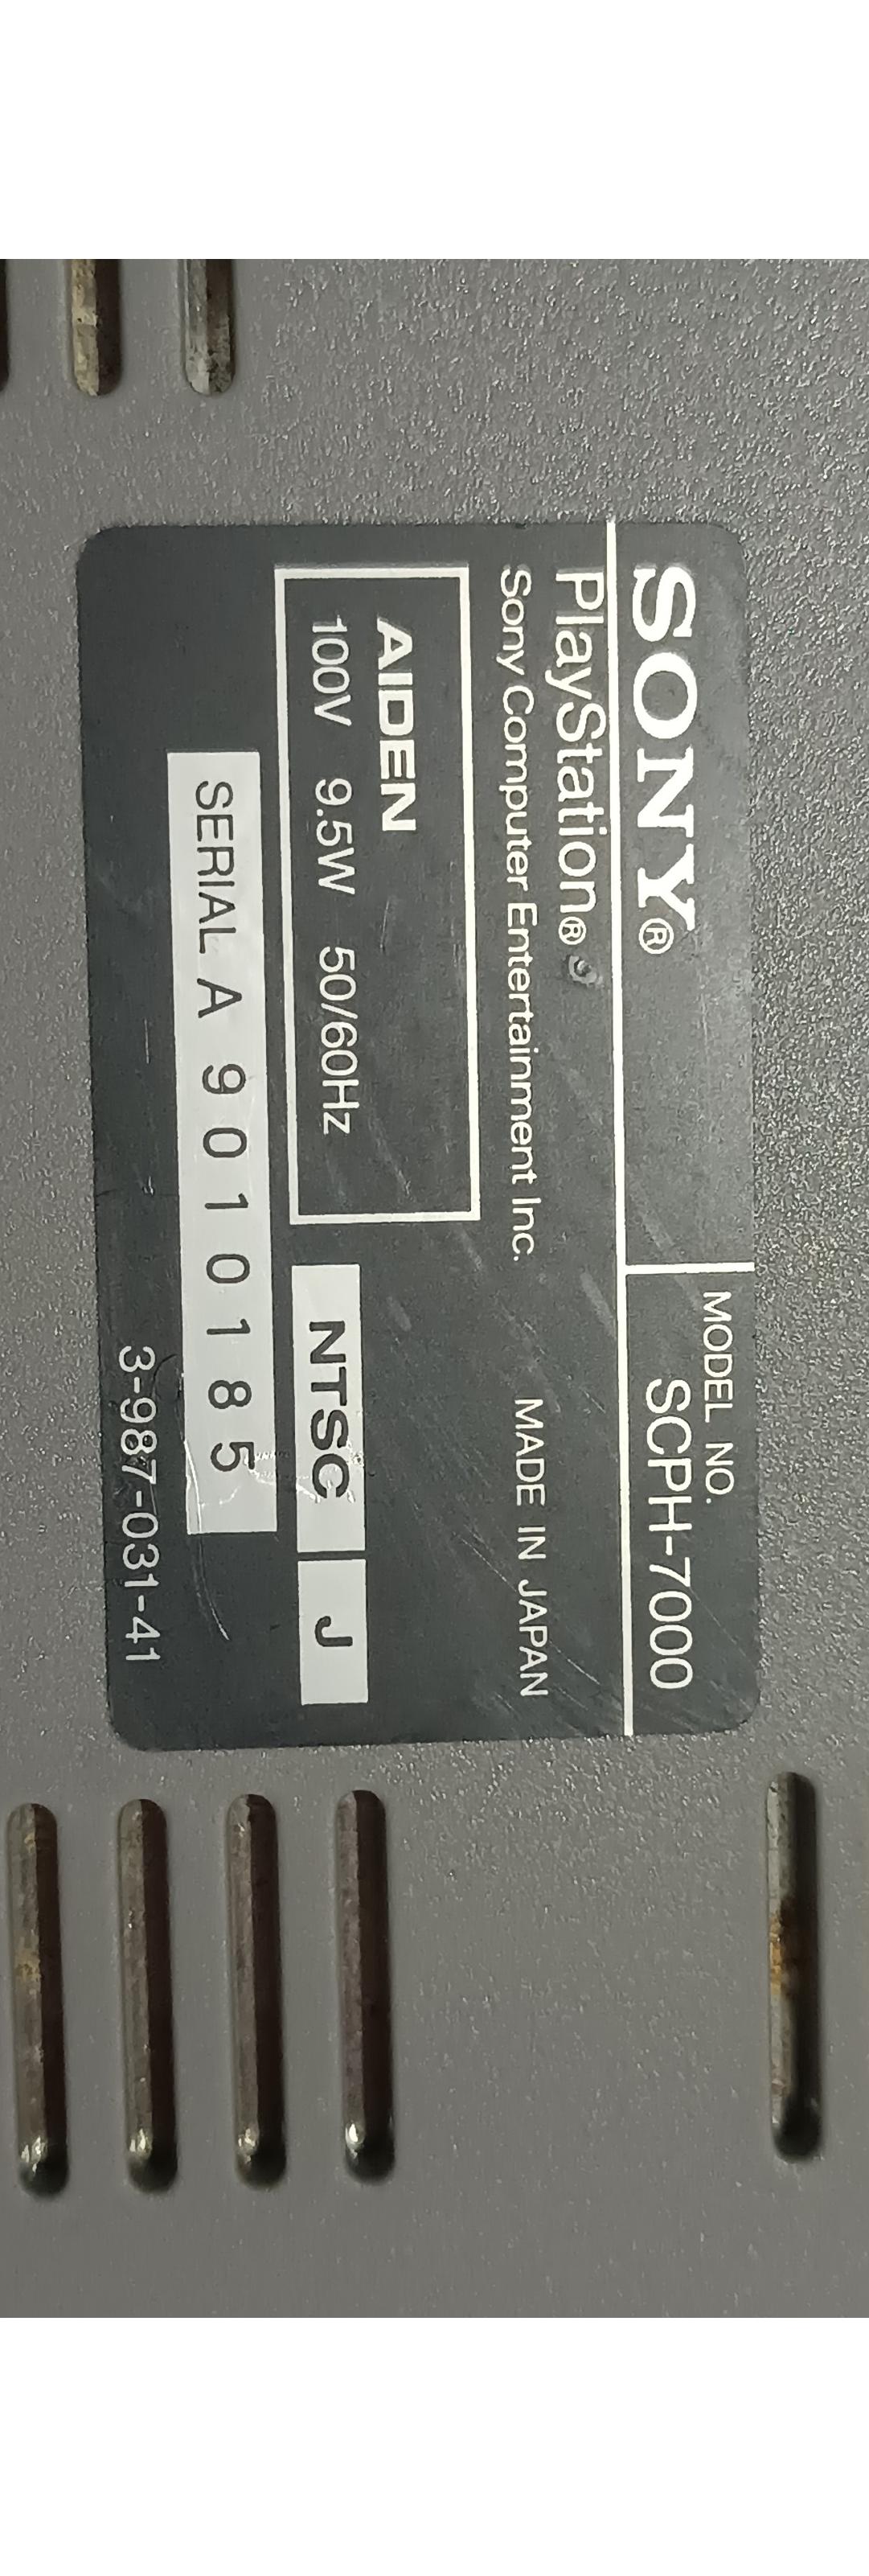 SONY®
MODEL NO.
SCPH-7000
PlayStation®
Sony Computer Entertainment Inc.
MADE IN JAPAN
AIDEN
100V 9.5W 50/60Hz
NTSC J
SERIAL A 9010185
3-987-031-41